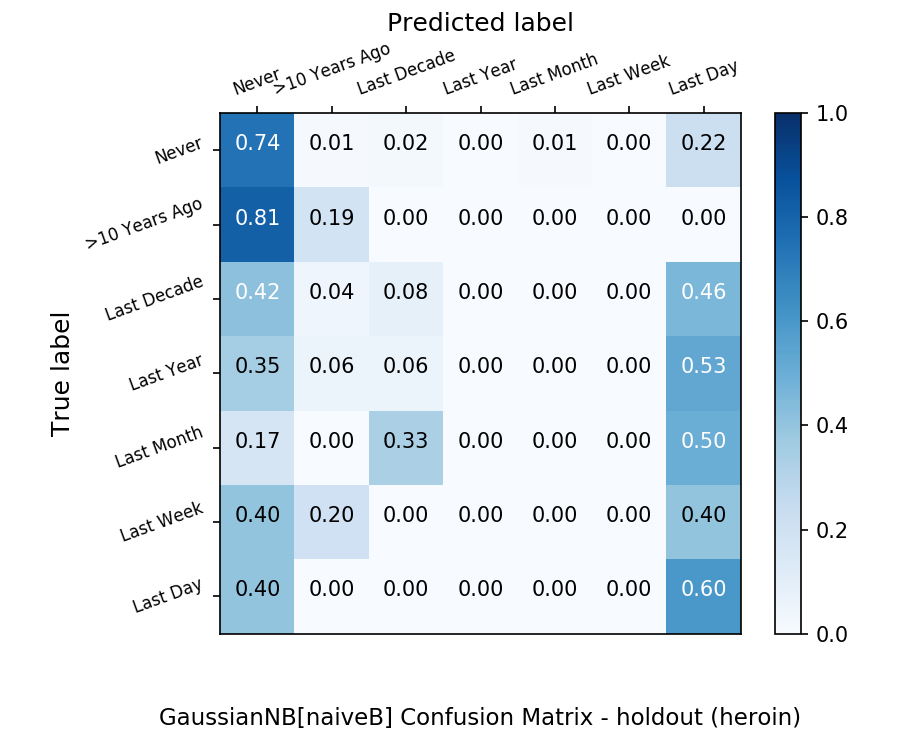 Predicted label
Never >10 Years Ago Last Decade Last Year Last Month Last Week Last Day
Never 0.74 0.01 0.02 0.00 0.01 0.00 0.22
>10 Years Ago 0.81 0.19 0.00 0.00 0.00 0.00 0.00
Last Decade 0.42 0.04 0.08 0.00 0.00 0.00 0.46
Last Year 0.35 0.06 0.06 0.00 0.00 0.00 0.53
Last Month 0.17 0.00 0.33 0.00 0.00 0.00 0.50
Last Week 0.40 0.20 0.00 0.00 0.00 0.00 0.40
Last Day 0.40 0.00 0.00 0.00 0.00 0.00 0.60
True label
1.0
0.8
0.6
0.4
0.2
0.0
GaussianNB[naiveB] Confusion Matrix - holdout (heroin)